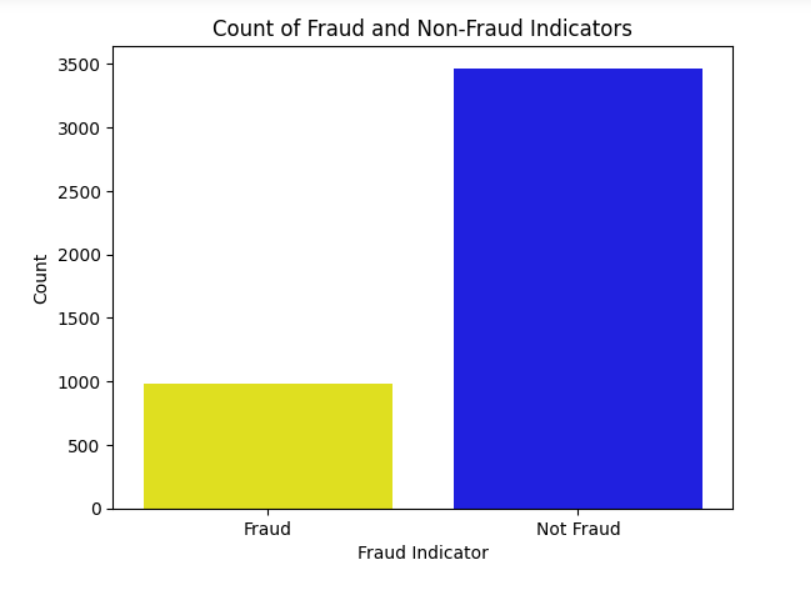 Count of Fraud and Non-Fraud Indicators
3500
3000
2500
2000
1500
1000
500
0
Count
Fraud
Not Fraud
Fraud Indicator